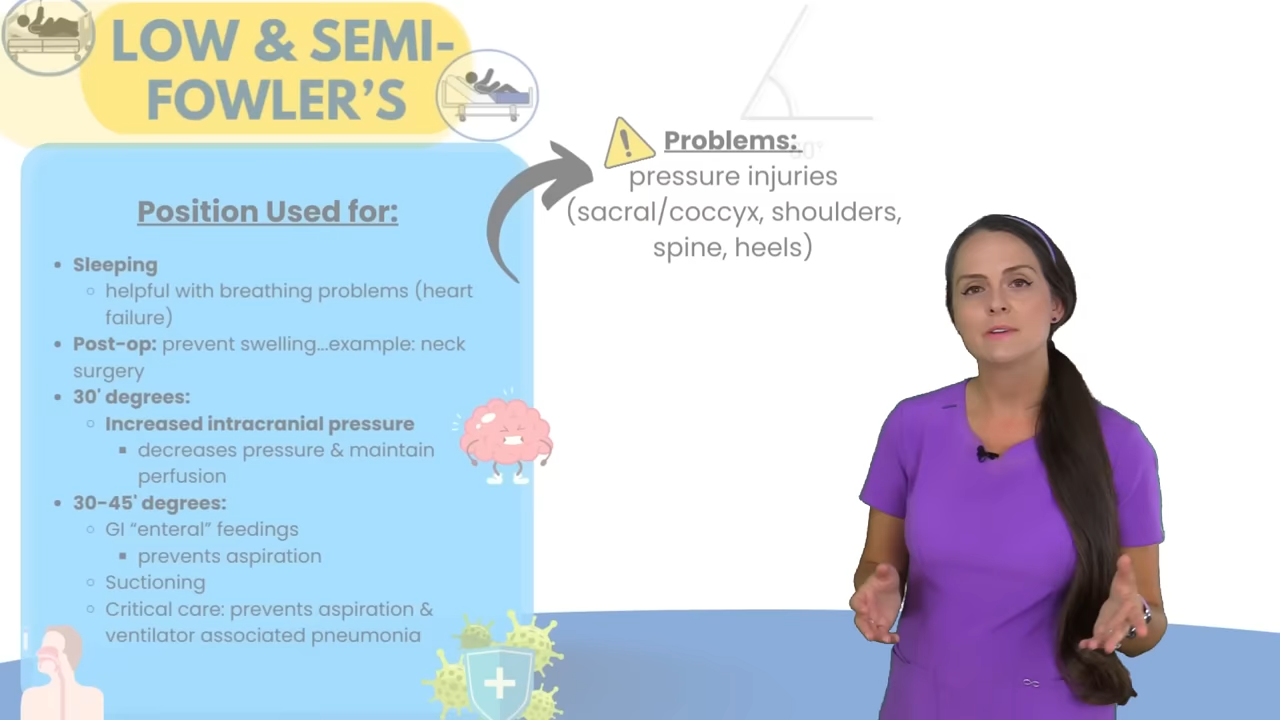 LOW & SEMI-
FOWLER'S
Position Used for:
• Sleeping
◦ helpful with breathing problems (heart
failure)
• Post-op: prevent swelling...example: neck
surgery
• 30' degrees:
◦ Increased intracranial pressure
▪ decreases pressure & maintain
perfusion
• 30-45' degrees:
◦ GI “enteral” feedings
▪ prevents aspiration
◦ Suctioning
◦ Critical care: prevents aspiration &
ventilator associated pneumonia
Problems:
pressure injuries
(sacral/coccyx, shoulders,
spine, heels)